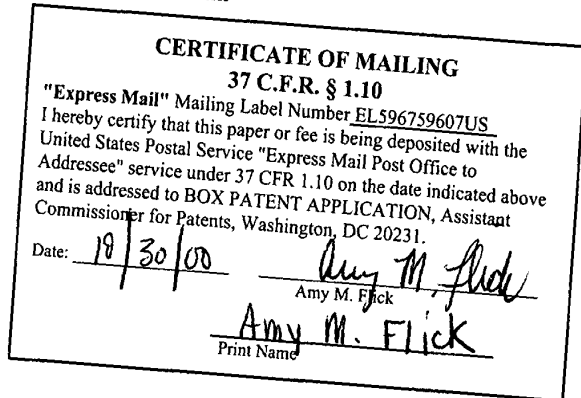 CERTIFICATE OF MAILING
37 C.F.R. § 1.10
"Express Mail" Mailing Label Number EL596759607US
I hereby certify that this paper or fee is being deposited with the
United States Postal Service "Express Mail Post Office to
Addressee" service under 37 CFR 1.10 on the date indicated above
and is addressed to BOX PATENT APPLICATION, Assistant
Commissioner for Patents, Washington, DC 20231.
Date: 10/30/00 Amy M. Flick
Amy M. Flick
Amy M. Flick
Print Name